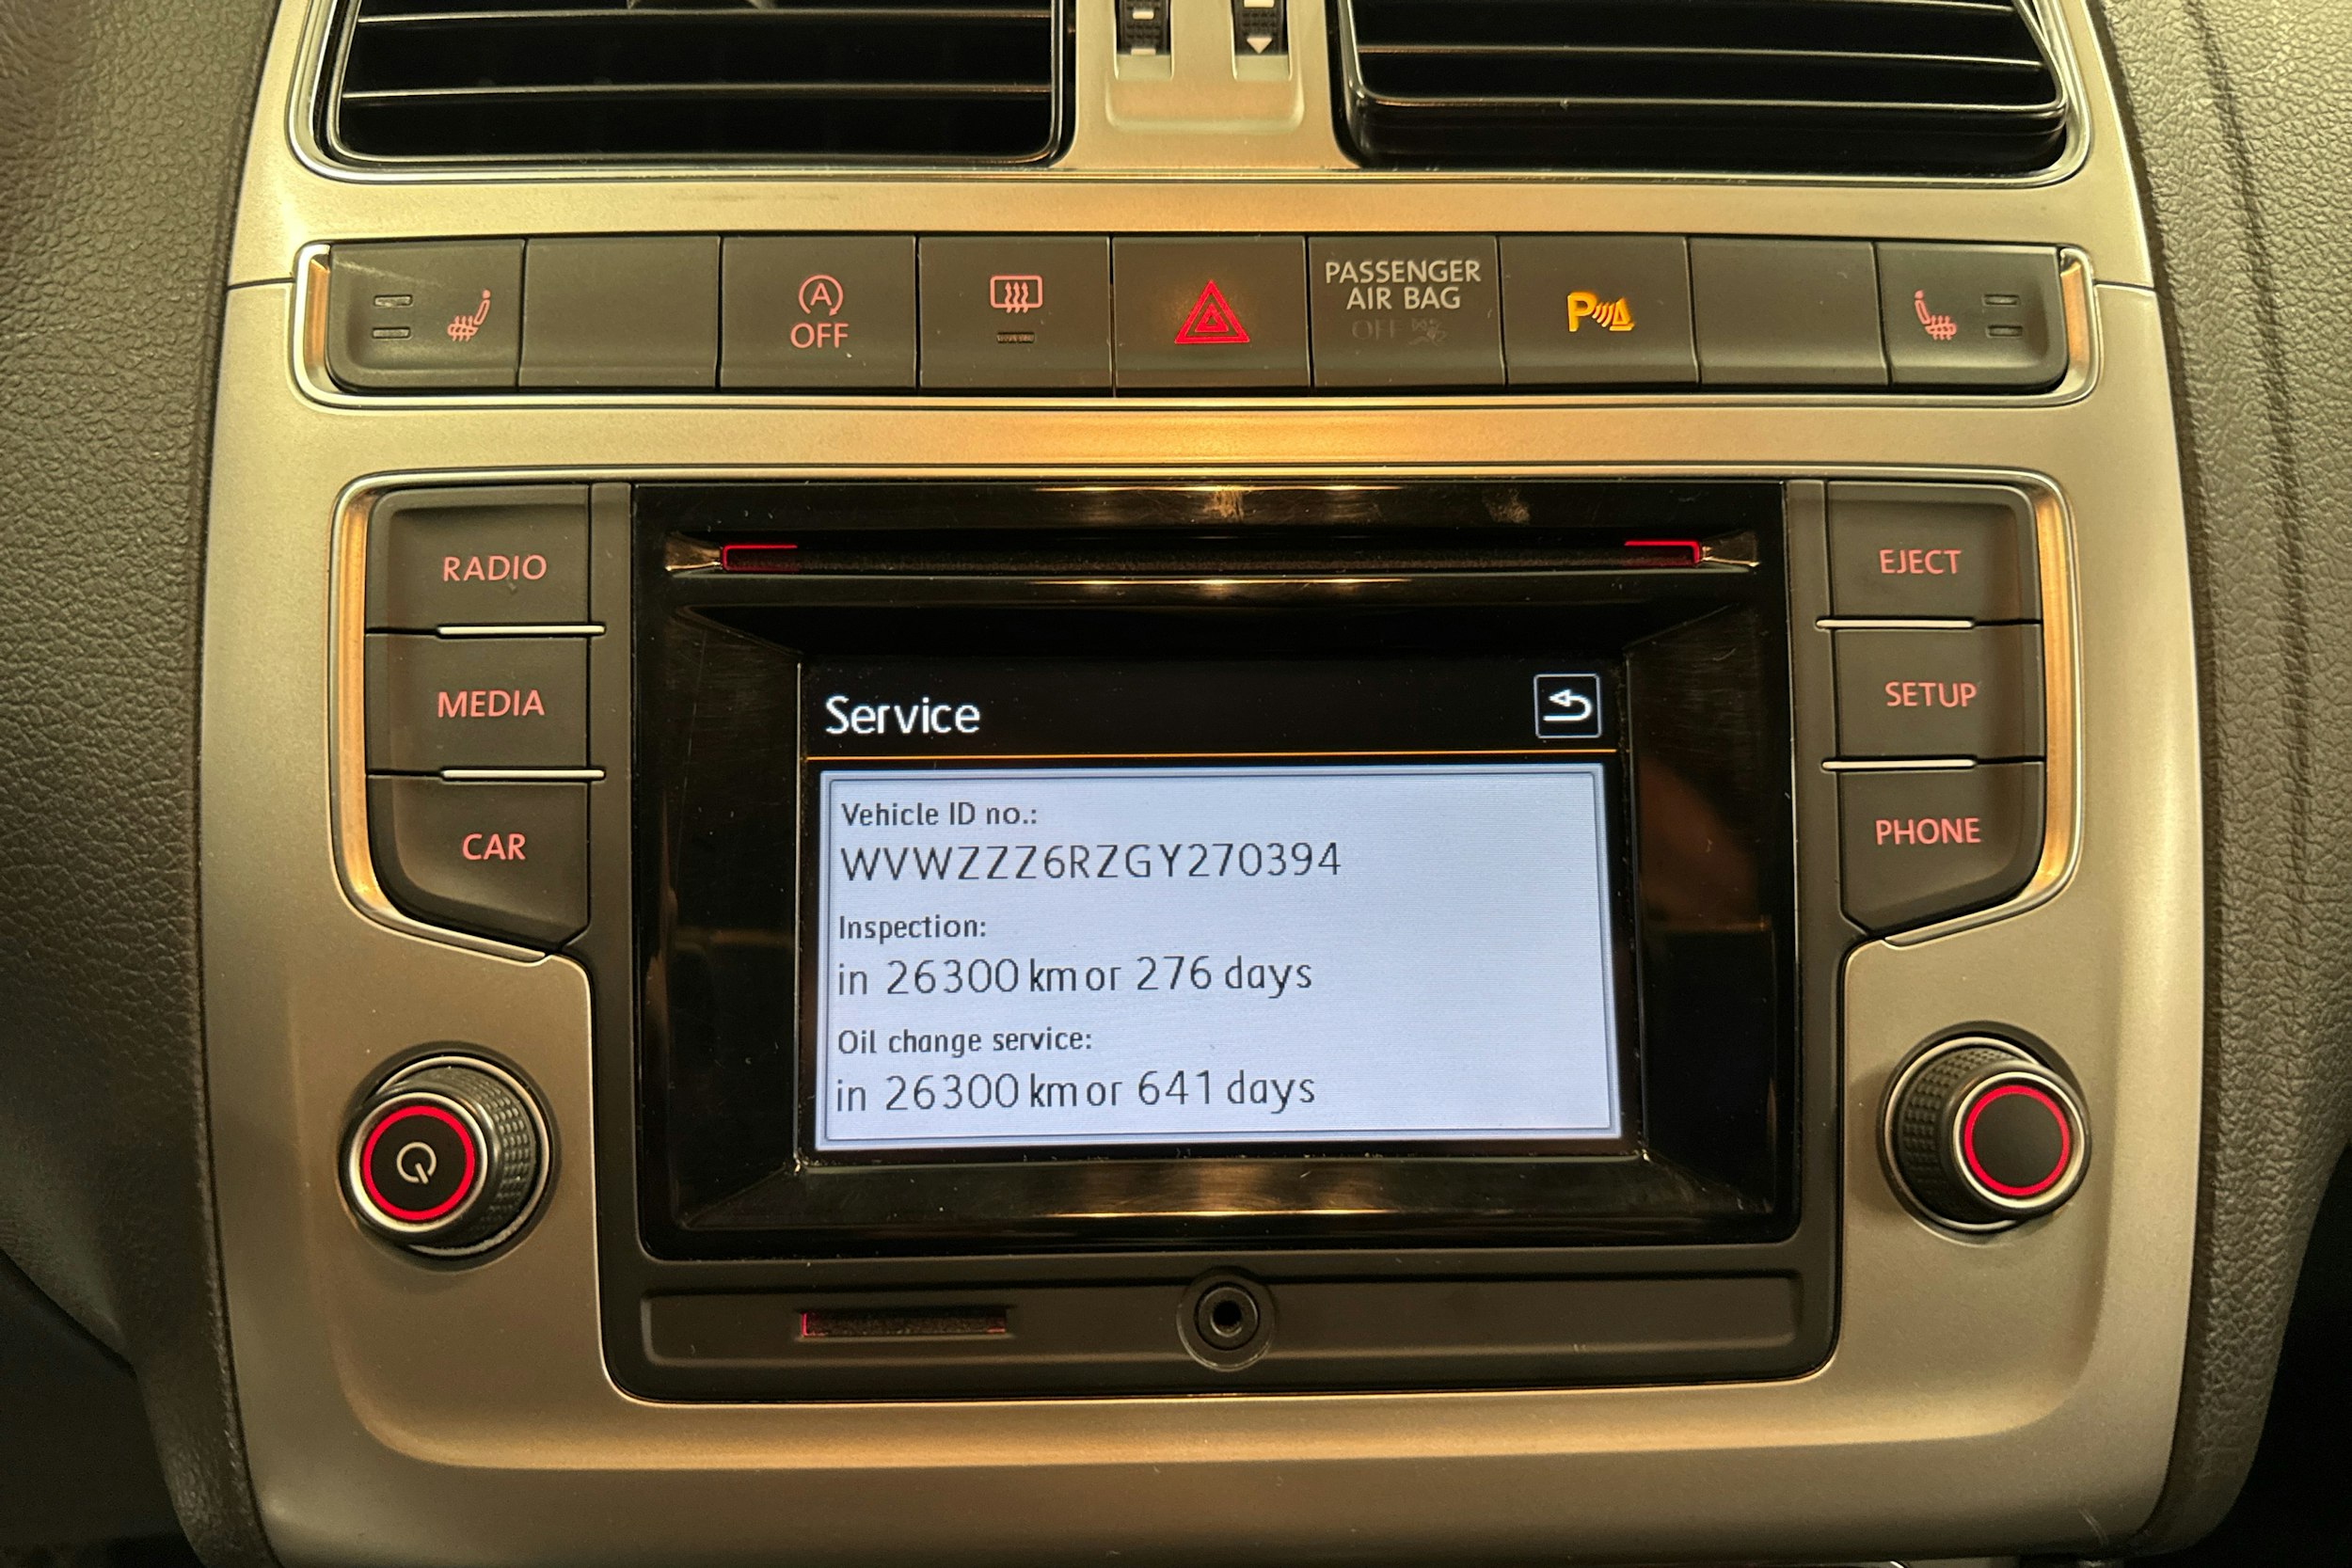 A
OFF
PASSENGER
AIR BAG
OFF
P
RADIO
MEDIA
CAR
EJECT
SETUP
PHONE
Service
Vehicle ID no.:
WVWZZZ6RZGY270394
Inspection:
in 26300 km or 276 days
Oil change service:
in 26300 km or 641 days